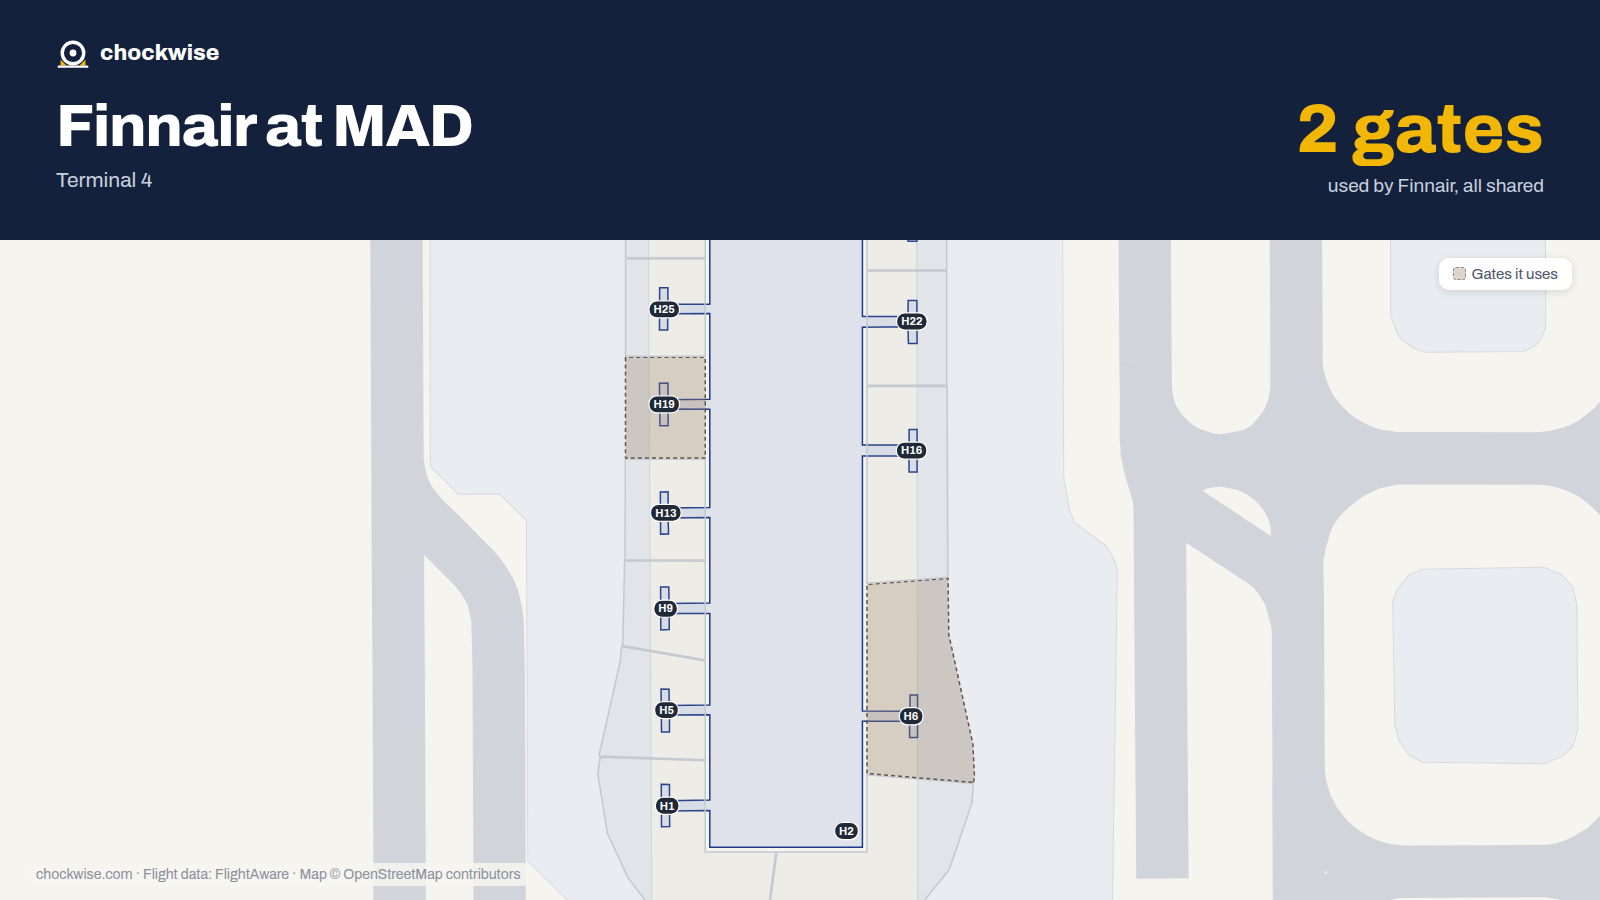 chockwise
Finnair at MAD
Terminal 4
2 gates
used by Finnair, all shared
Gates it uses
H25
H22
H19
H16
H13
H9
H5
H6
H1
H2
chockwise.com · Flight data: FlightAware · Map © OpenStreetMap contributors